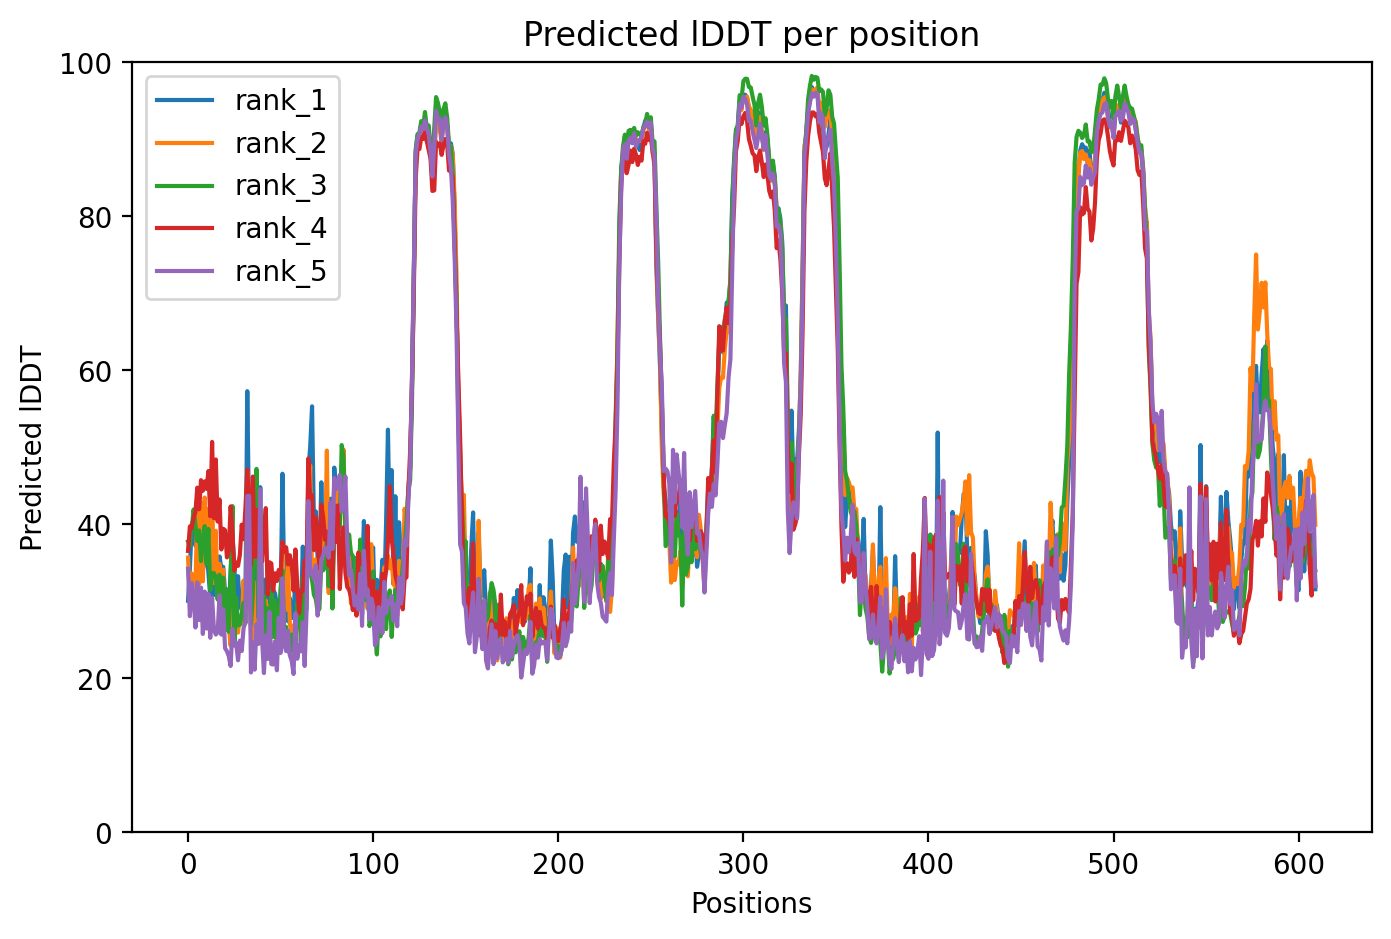 Predicted lDDT per position
100
80
60
40
20
0
Predicted lDDT
rank_1
rank_2
rank_3
rank_4
rank_5
0 100 200 300 400 500 600
Positions